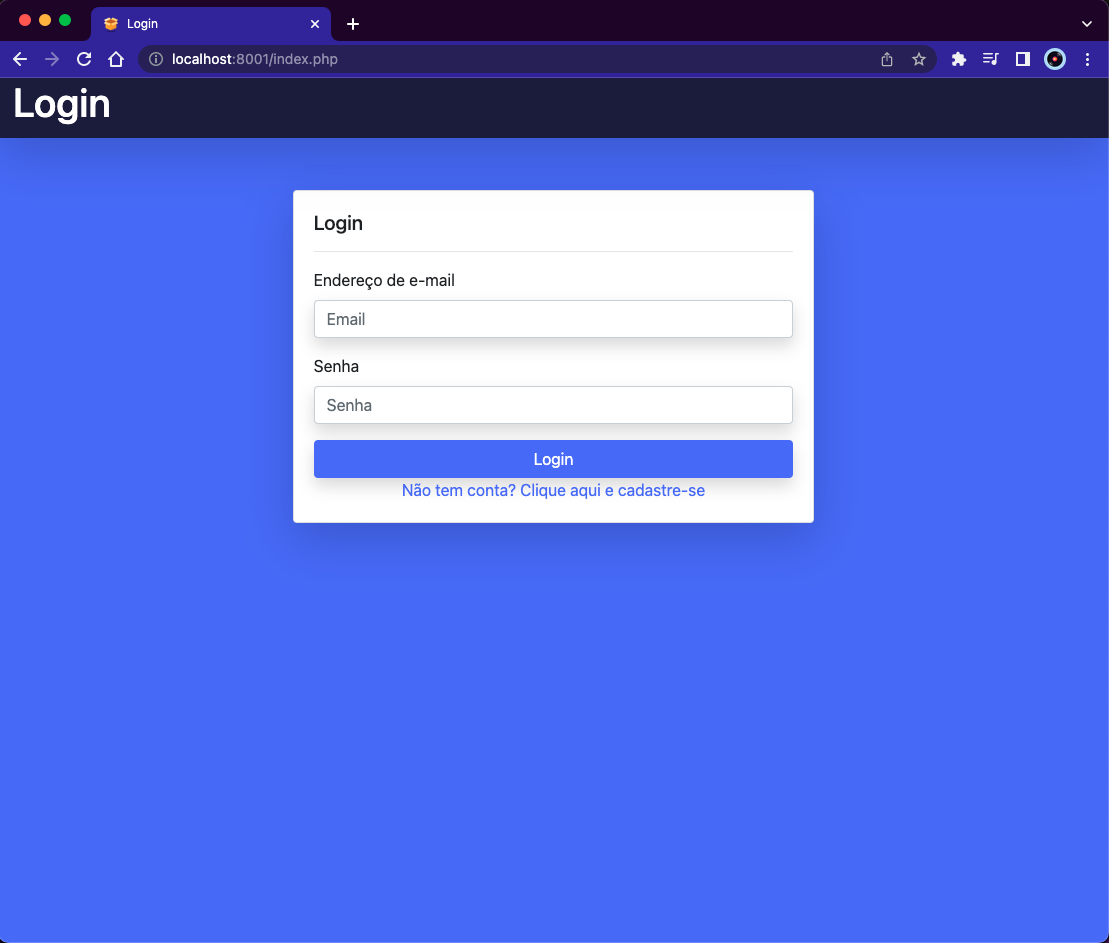 Login
localhost:8001/index.php
Login
Login
Endereço de e-mail
Email
Senha
Senha
Login
Não tem conta? Clique aqui e cadastre-se